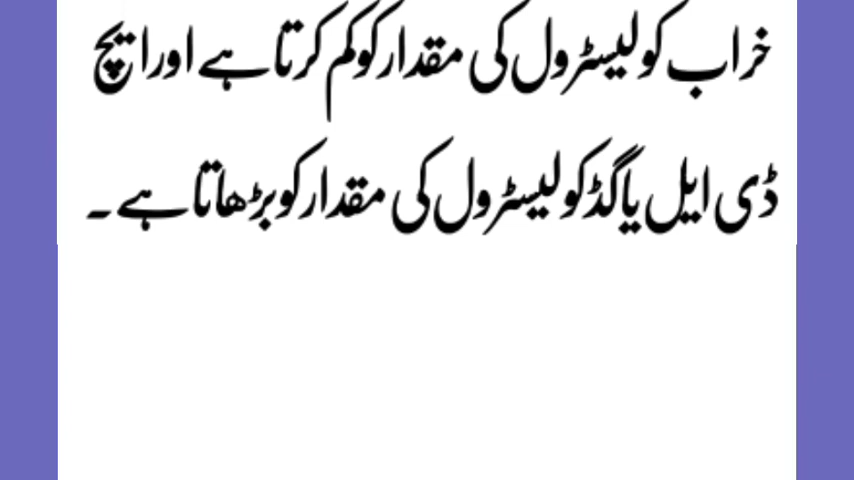 خراب کولیسٹرول کی مقدار کو کم کرتا ہے اور ایچ
ڈی ایل یا گڈ کولیسٹرول کی مقدار کو بڑھاتا ہے ۔